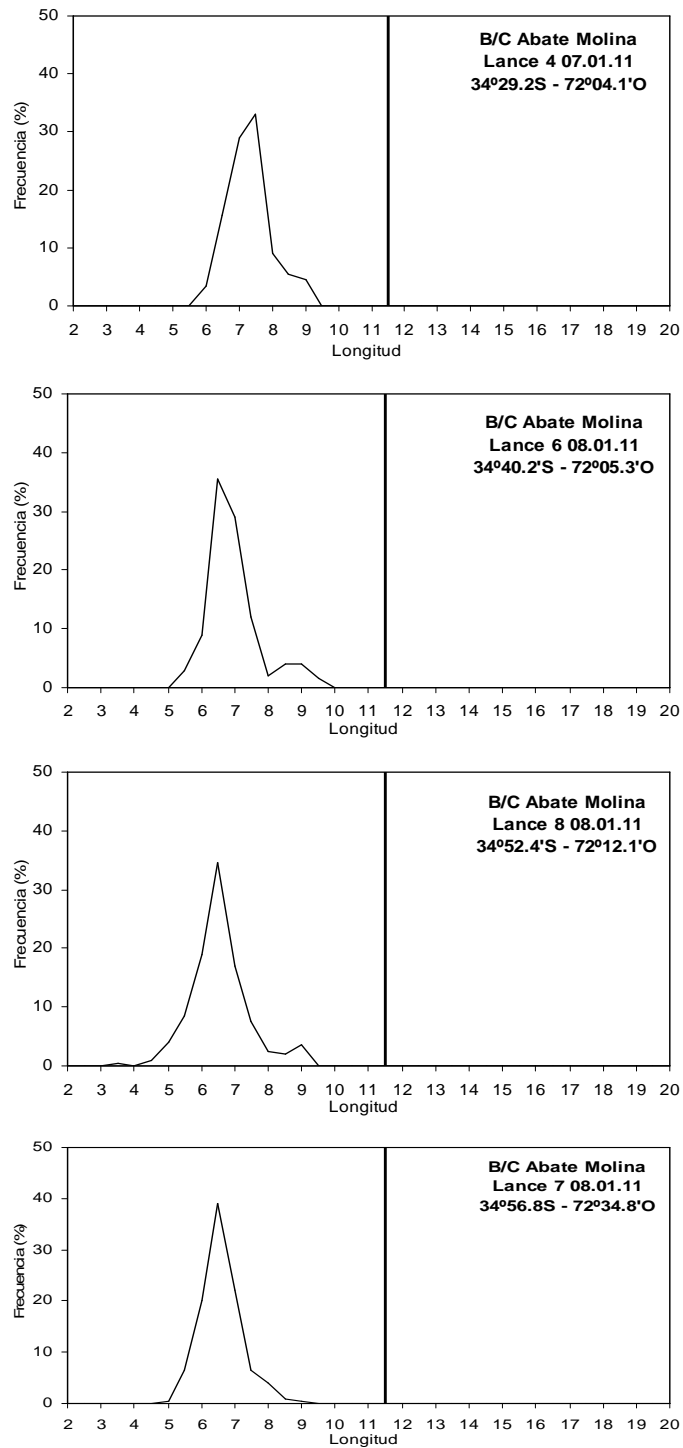 50
B/C Abate Molina
Lance 4 07.01.11
34º29.2S - 72º04.1'O
40
30
20
10
0
Frecuencia (%)
2 3 4 5 6 7 8 9 10 11 12 13 14 15 16 17 18 19 20
Longitud
50
B/C Abate Molina
Lance 6 08.01.11
34º40.2'S - 72º05.3'O
40
30
20
10
0
Frecuencia (%)
2 3 4 5 6 7 8 9 10 11 12 13 14 15 16 17 18 19 20
Longitud
50
B/C Abate Molina
Lance 8 08.01.11
34º52.4'S - 72º12.1'O
40
30
20
10
0
Frecuencia (%)
2 3 4 5 6 7 8 9 10 11 12 13 14 15 16 17 18 19 20
Longitud
50
B/C Abate Molina
Lance 7 08.01.11
34º56.8S - 72º34.8'O
40
30
20
10
0
Frecuencia (%)
2 3 4 5 6 7 8 9 10 11 12 13 14 15 16 17 18 19 20
Longitud